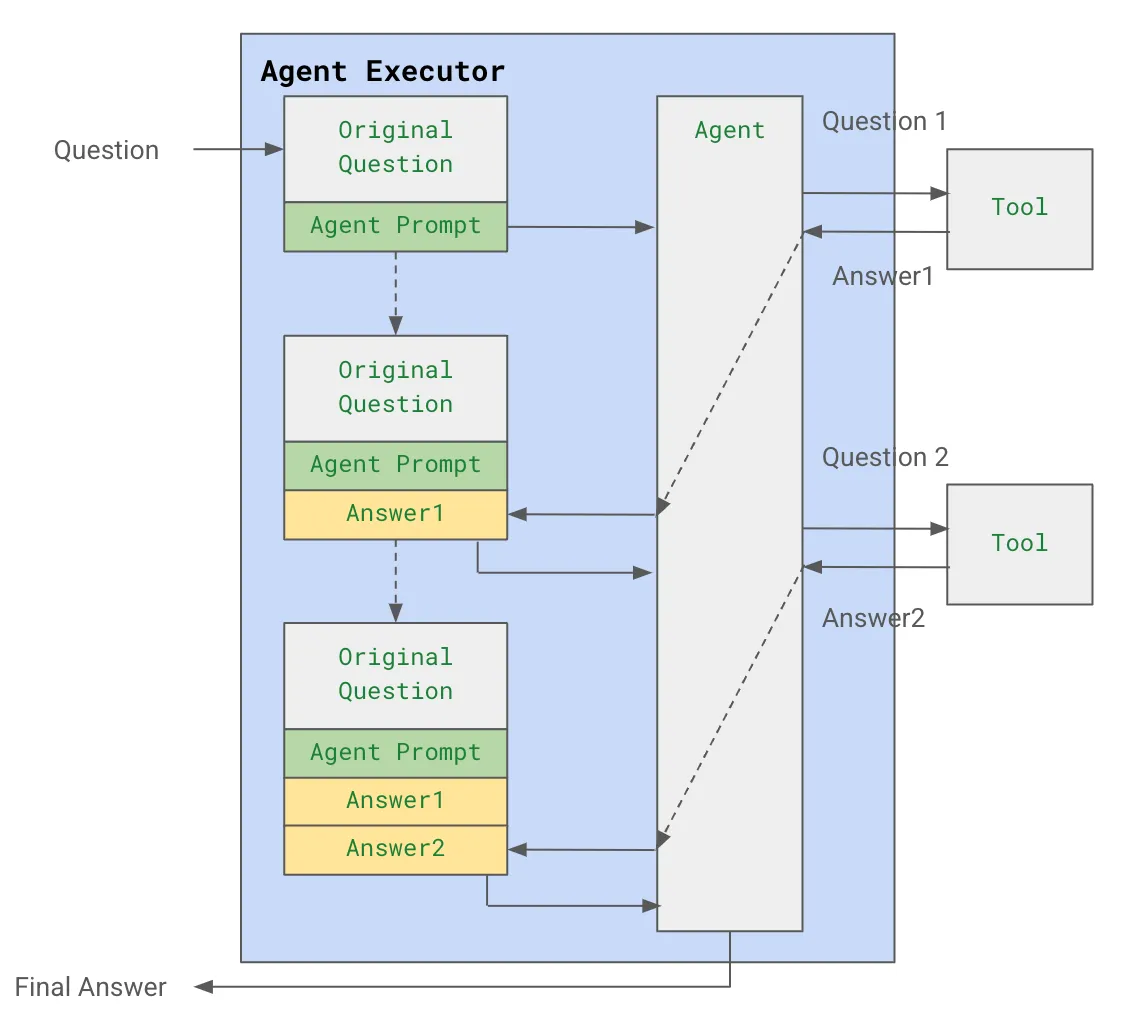 Agent Executor
Question
Original
Question
Agent Prompt
Agent
Question 1
Tool
Answer1
Original
Question
Agent Prompt
Answer1
Question 2
Tool
Answer2
Original
Question
Agent Prompt
Answer1
Answer2
Final Answer